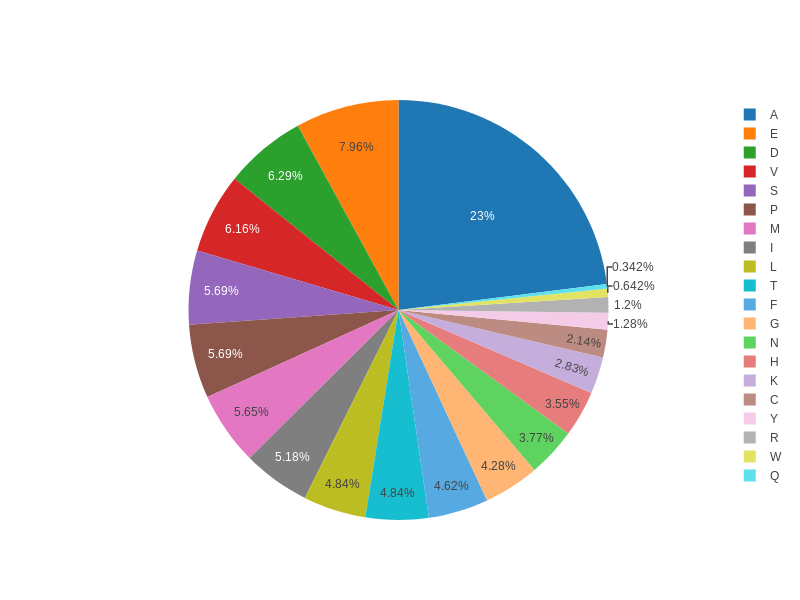 23%
7.96%
6.29%
6.16%
5.69%
5.69%
5.65%
5.18%
4.84%
4.84%
4.62%
4.28%
3.77%
3.55%
2.83%
2.14%
1.28%
1.2%
0.642%
0.342%
A
E
D
V
S
P
M
I
L
T
F
G
N
H
K
C
Y
R
W
Q